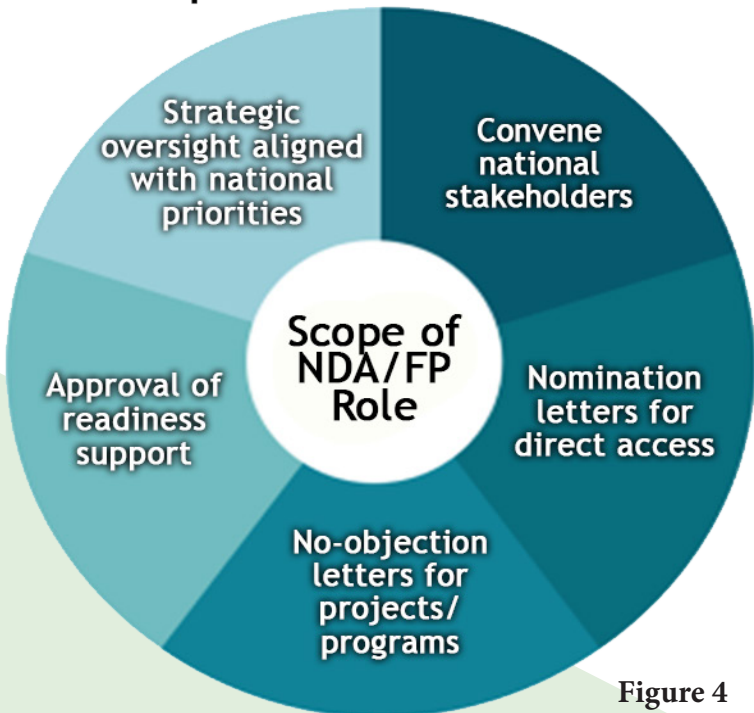 Scope of
NDA/FP
Role
Convene
national
stakeholders
Nomination
letters for
direct access
No-objection
letters for
projects/
programs
Approval of
readiness
support
Strategic
oversight aligned
with national
priorities
Figure 4